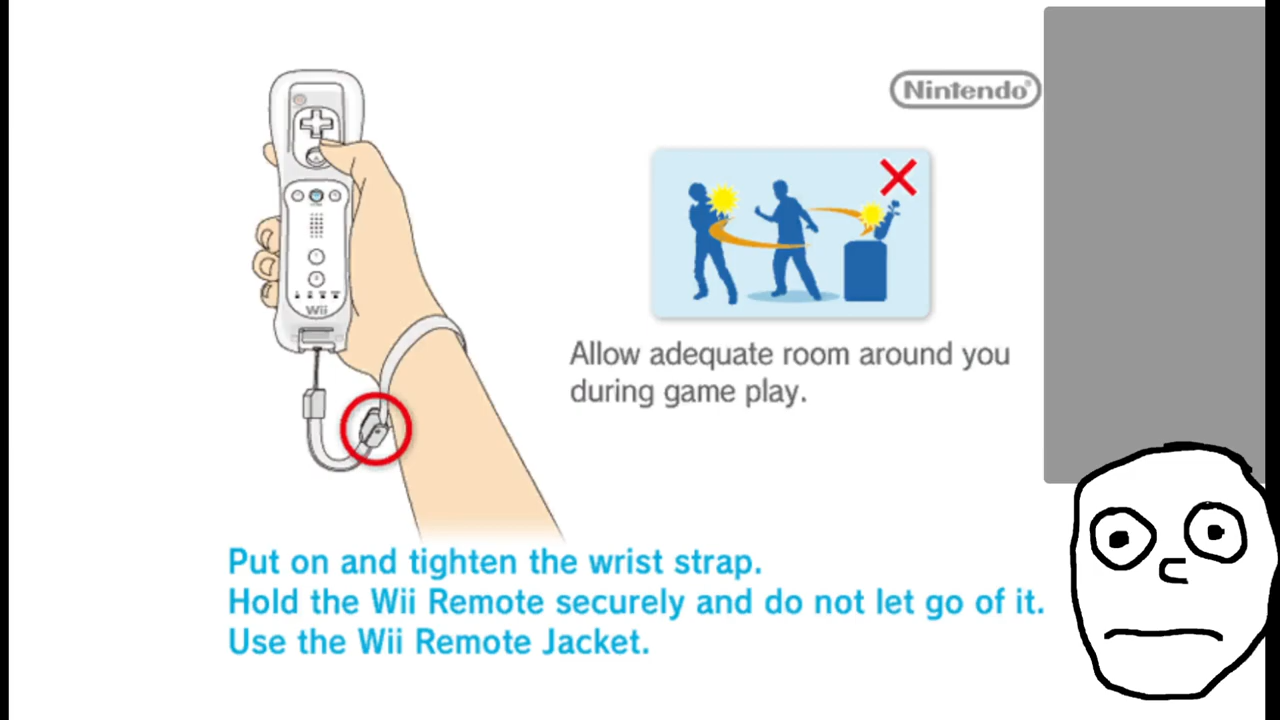 Nintendo®
Wii
Allow adequate room around you
during game play.
Put on and tighten the wrist strap.
Hold the Wii Remote securely and do not let go of it.
Use the Wii Remote Jacket.